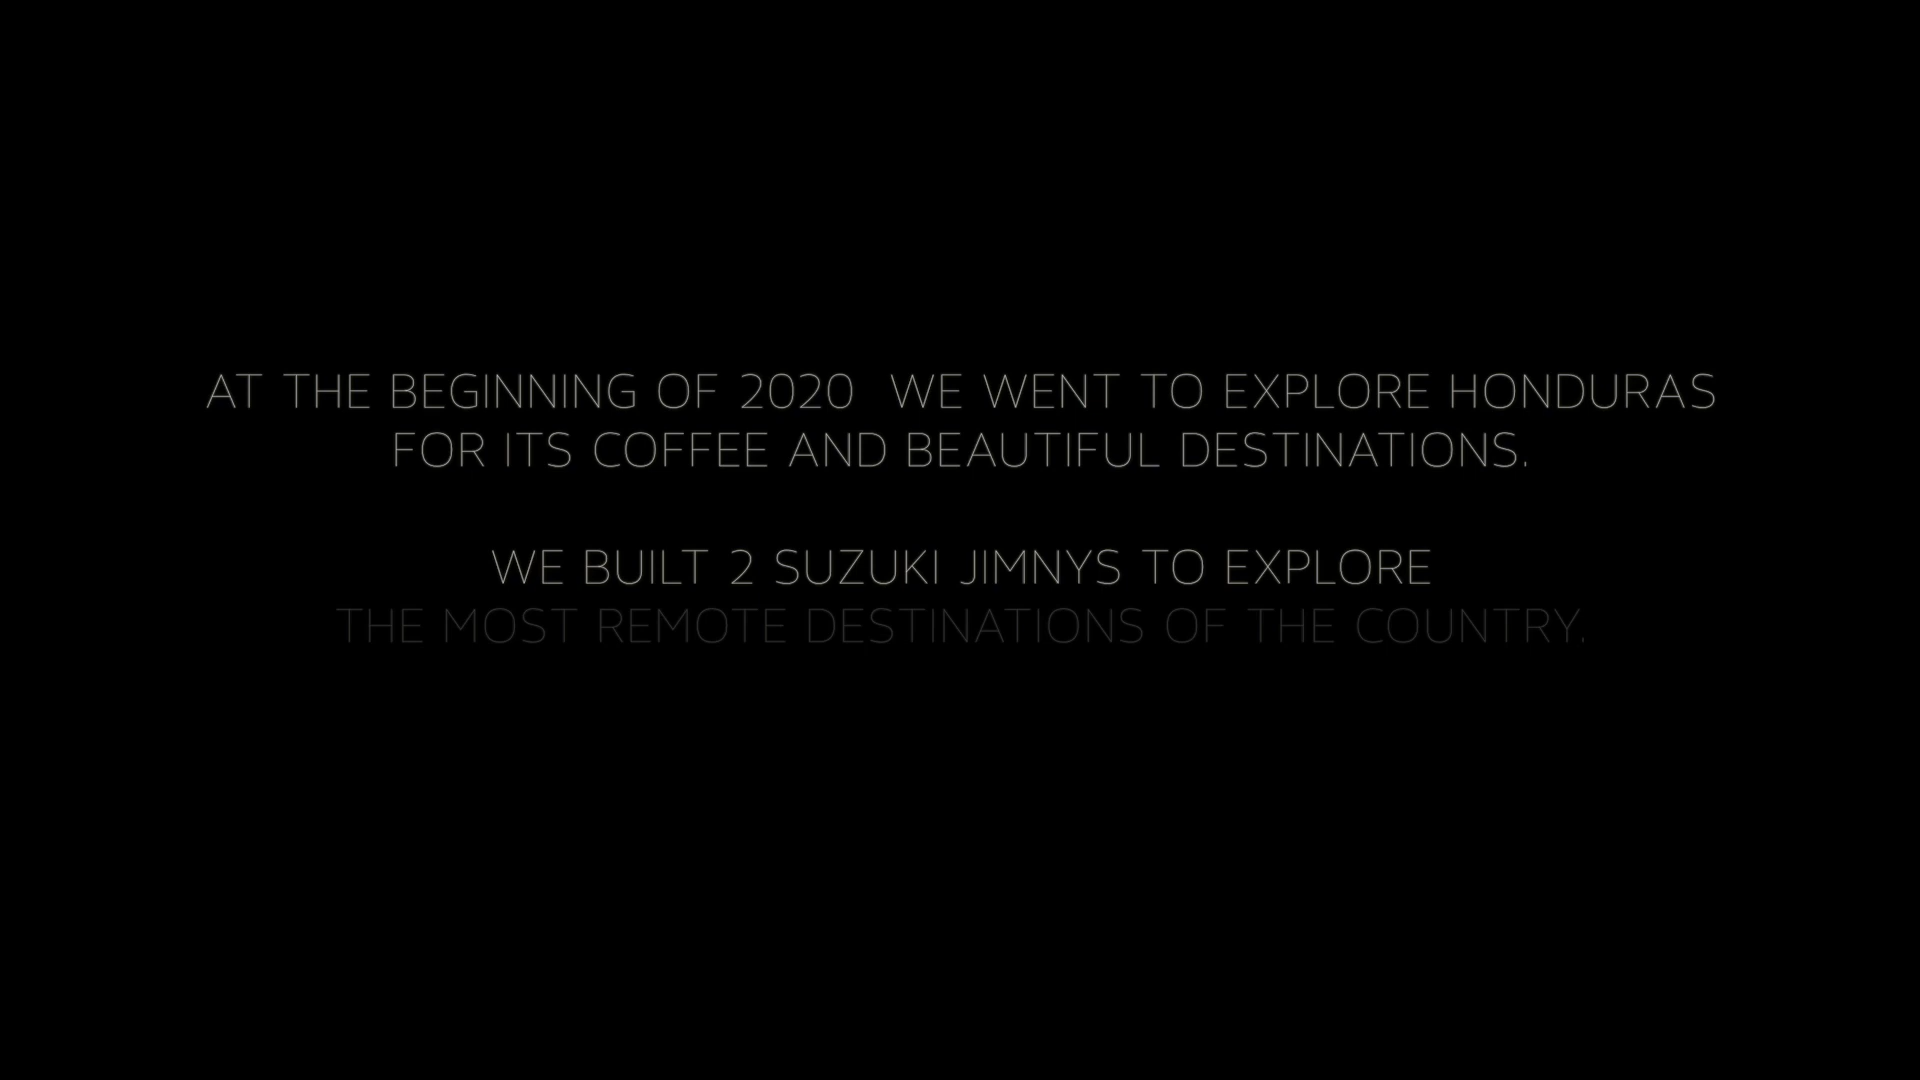 AT THE BEGINNING OF 2020  WE WENT TO EXPLORE HONDURAS
FOR ITS COFFEE AND BEAUTIFUL DESTINATIONS.
WE BUILT 2 SUZUKI JIMNYS TO EXPLORE
THE MOST REMOTE DESTINATIONS OF THE COUNTRY.